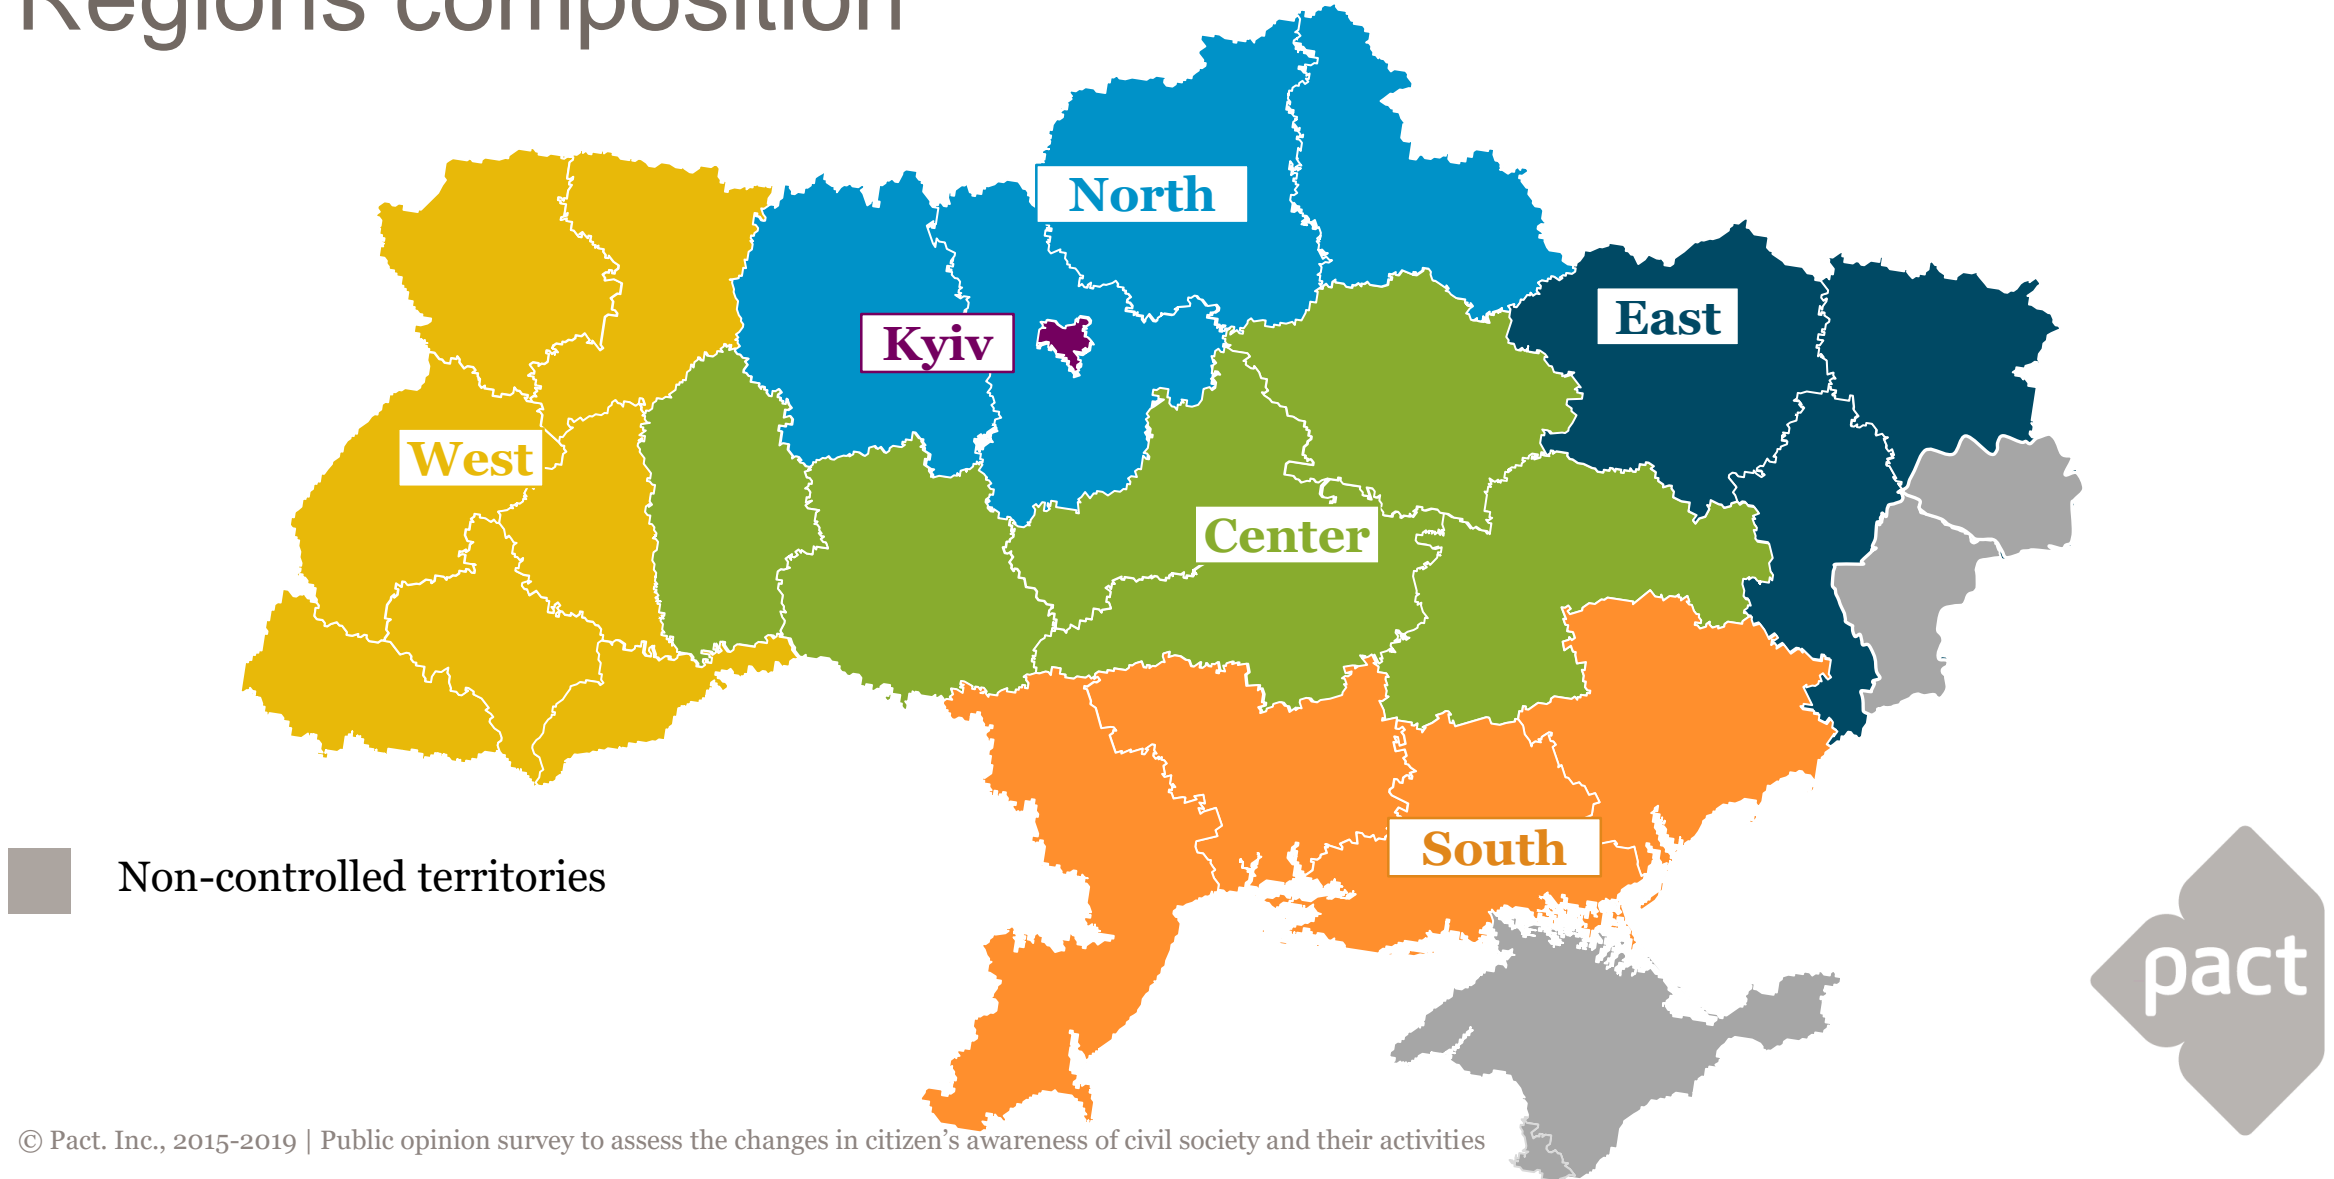 Regions composition
North
East
Kyiv
West
Center
South
Non-controlled territories
pact
© Pact. Inc., 2015-2019 | Public opinion survey to assess the changes in citizen’s awareness of civil society and their activities